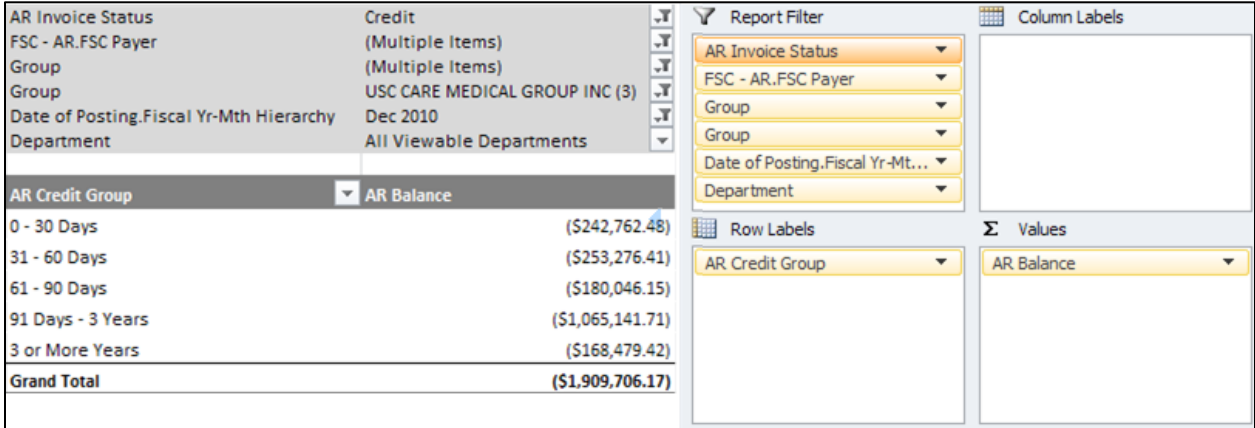 AR Invoice Status Credit
FSC - AR.FSC Payer (Multiple Items)
Group (Multiple Items)
Group USC CARE MEDICAL GROUP INC (3)
Date of Posting.Fiscal Yr-Mth Hierarchy Dec 2010
Department All Viewable Departments
AR Credit Group AR Balance
0 - 30 Days ($242,762.48)
31 - 60 Days ($253,276.41)
61 - 90 Days ($180,046.15)
91 Days - 3 Years ($1,065,141.71)
3 or More Years ($168,479.42)
Grand Total ($1,909,706.17)
Report Filter
AR Invoice Status
FSC - AR.FSC Payer
Group
Group
Date of Posting.Fiscal Yr-Mt...
Department
Column Labels
Row Labels
AR Credit Group
Σ Values
AR Balance